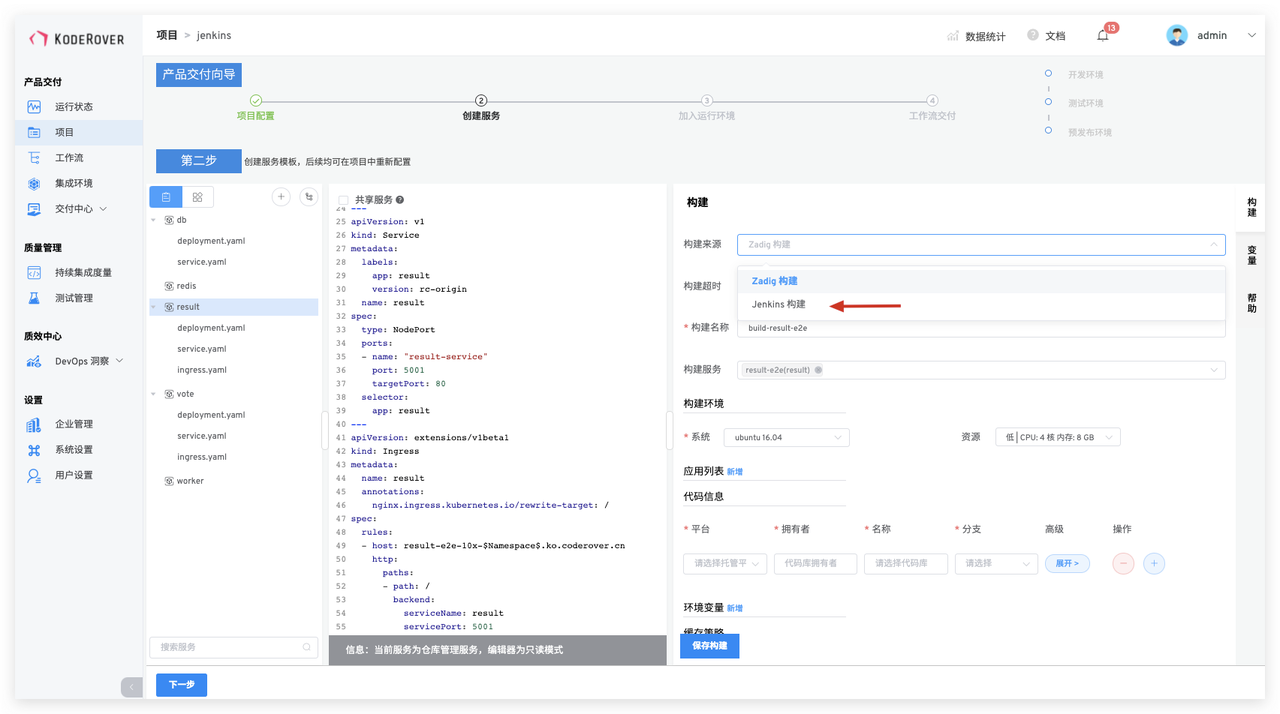 KODEROVER
项目 > jenkins
数据统计
? 文档
13
admin
产品交付
运行状态
项目
工作流
集成环境
交付中心
质量管理
持续集成度量
测试管理
质效中心
DevOps 洞察
设置
企业管理
系统设置
用户设置
产品交付向导
项目配置
2
创建服务
3
加入运行环境
4
工作流交付
开发环境
测试环境
预发布环境
第二步 创建服务模板，后续均可在项目中重新配置
db
deployment.yaml
service.yaml
redis
result
deployment.yaml
service.yaml
ingress.yaml
vote
deployment.yaml
service.yaml
ingress.yaml
worker
搜索服务
共享服务 ?
24 ---
25 apiVersion: v1
26 kind: Service
27 metadata:
28 labels:
29 app: result
30 version: rc-origin
31 name: result
32 spec:
33 type: NodePort
34 ports:
35 - name: "result-service"
36 port: 5001
37 targetPort: 80
38 selector:
39 app: result
40 ---
41 apiVersion: extensions/v1beta1
42 kind: Ingress
43 metadata:
44 name: result
45 annotations:
46 nginx.ingress.kubernetes.io/rewrite-target: /
47 spec:
48 rules:
49 - host: result-e2e-10x-$Namespace$.ko.coderover.cn
50 http:
51 paths:
52 - path: /
53 backend:
54 serviceName: result
55 servicePort: 5001
信息：当前服务为仓库管理服务，编辑器为只读模式
构建
构建来源 Zadig 构建
Zadig 构建
构建超时
Jenkins 构建
* 构建名称 build-result-e2e
构建服务 result-e2e(result)
构建环境
* 系统 ubuntu 16.04 资源 低 | CPU: 4 核 内存: 8 GB
应用列表 新增
代码信息
* 平台 * 拥有者 * 名称 * 分支 高级 操作
请选择托管平 代码库拥有者 请选择代码库 请选择 展开 > − +
环境变量 新增
缓存策略
保存构建
构建
变量
帮助
下一步